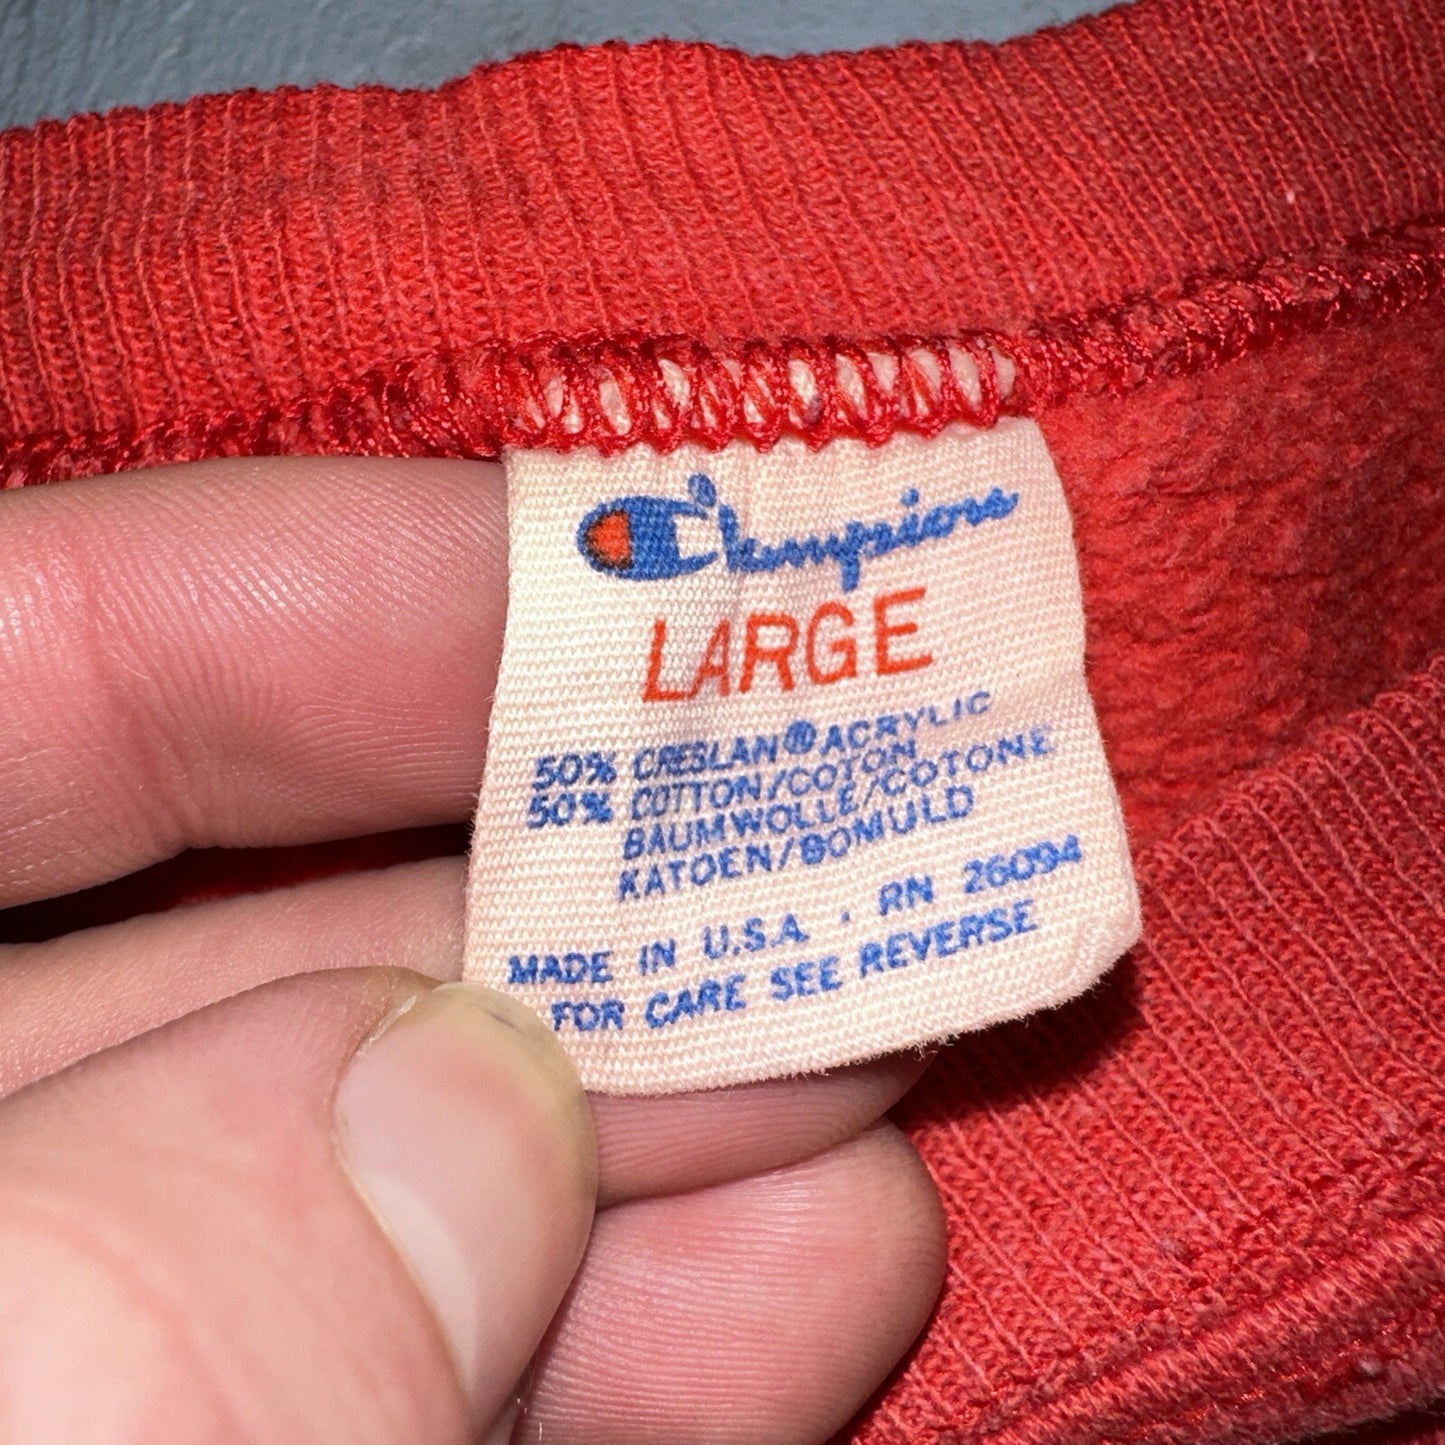 Champion
LARGE
50% CRESLAN® ACRYLIC
50% COTTON/COTON
BAUMWOLLE/COTONE
KATOEN/BOMULD
MADE IN U.S.A. · RN 26094
FOR CARE SEE REVERSE